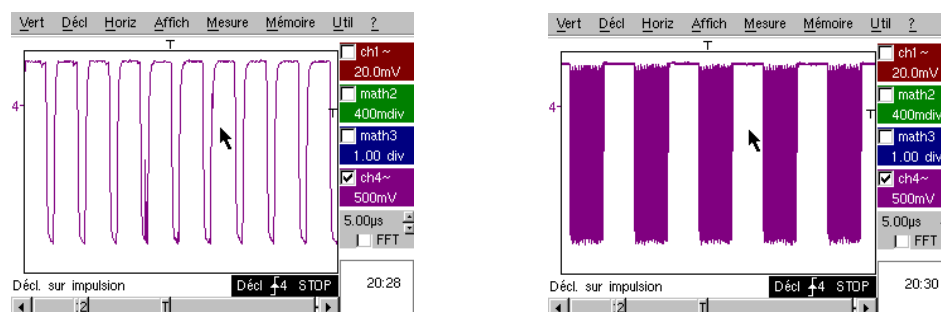 Vert Décl Horiz Affich Mesure Mémoire Util ?
T
ch1 ~
20.0mV
math2
400mdiv
math3
1.00 div
ch4~
500mV
5.00µs
FFT
4-
T
Décl. sur impulsion
Décl 4 STOP
20:28
2
T
Vert Décl Horiz Affich Mesure Mémoire Util ?
T
ch1 ~
20.0mV
math2
400mdiv
math3
1.00 div
ch4~
500mV
5.00µs
FFT
4-
T
Décl. sur impulsion
Décl 4 STOP
20:30
2
T